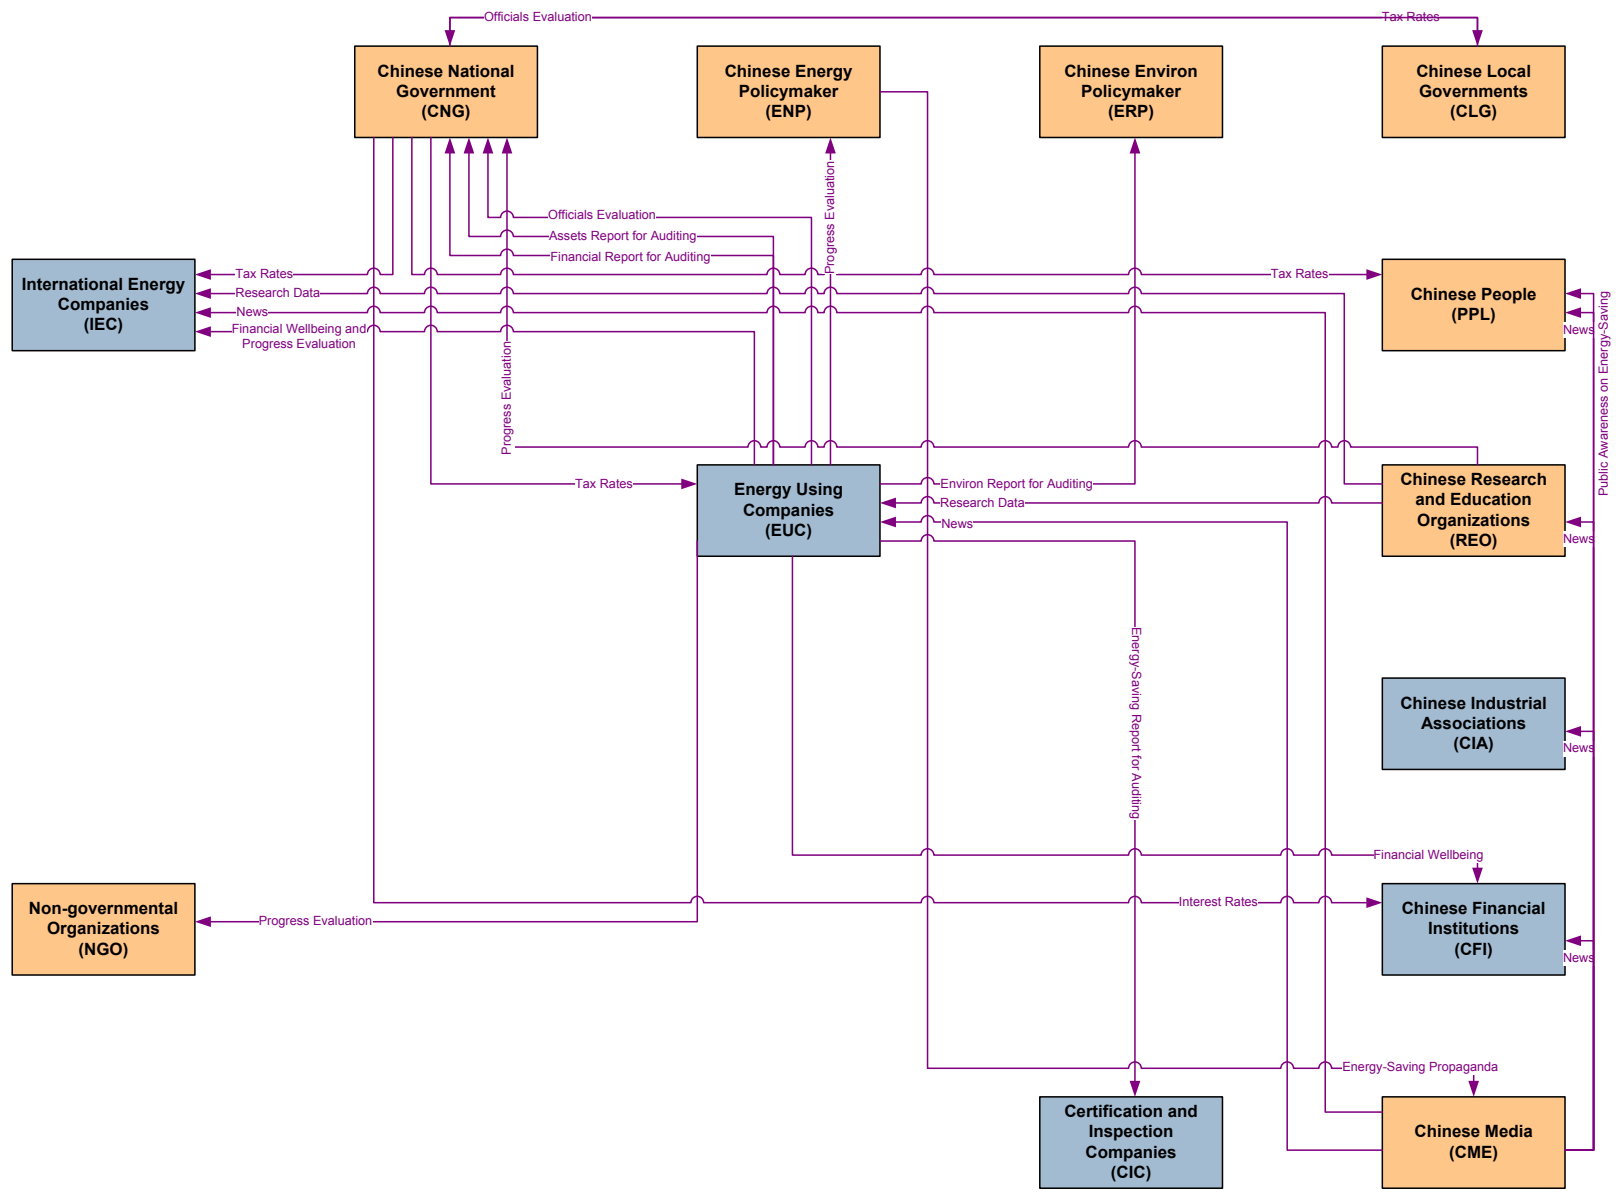 Officials Evaluation
Tax Rates
Chinese National
Government
(CNG)
Chinese Energy
Policymaker
(ENP)
Chinese Environ
Policymaker
(ERP)
Chinese Local
Governments
(CLG)
Progress Evaluation
Officials Evaluation
Assets Report for Auditing
Financial Report for Auditing
International Energy
Companies
(IEC)
Tax Rates
Research Data
News
Financial Wellbeing and
Progress Evaluation
Tax Rates
Chinese People
(PPL)
News
Public Awareness on Energy-Saving
Progress Evaluation
Tax Rates
Energy Using
Companies
(EUC)
Environ Report for Auditing
Research Data
News
Chinese Research
and Education
Organizations
(REO)
News
Energy-Saving Report for Auditing
Chinese Industrial
Associations
(CIA)
News
Financial Wellbeing
Non-governmental
Organizations
(NGO)
Progress Evaluation
Interest Rates
Chinese Financial
Institutions
(CFI)
News
Energy-Saving Propaganda
Certification and
Inspection
Companies
(CIC)
Chinese Media
(CME)